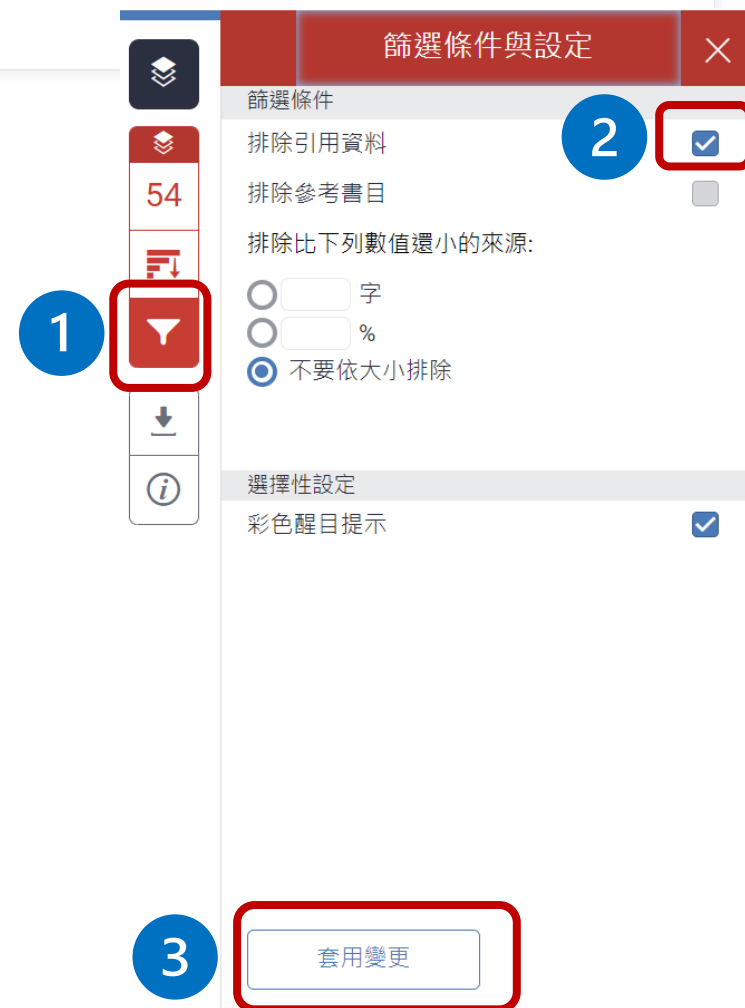 篩選條件與設定
篩選條件
排除引用資料
2
54
排除參考書目
排除比下列數值還小的來源:
字
1
%
不要依大小排除
i
選擇性設定
彩色醒目提示
3
套用變更